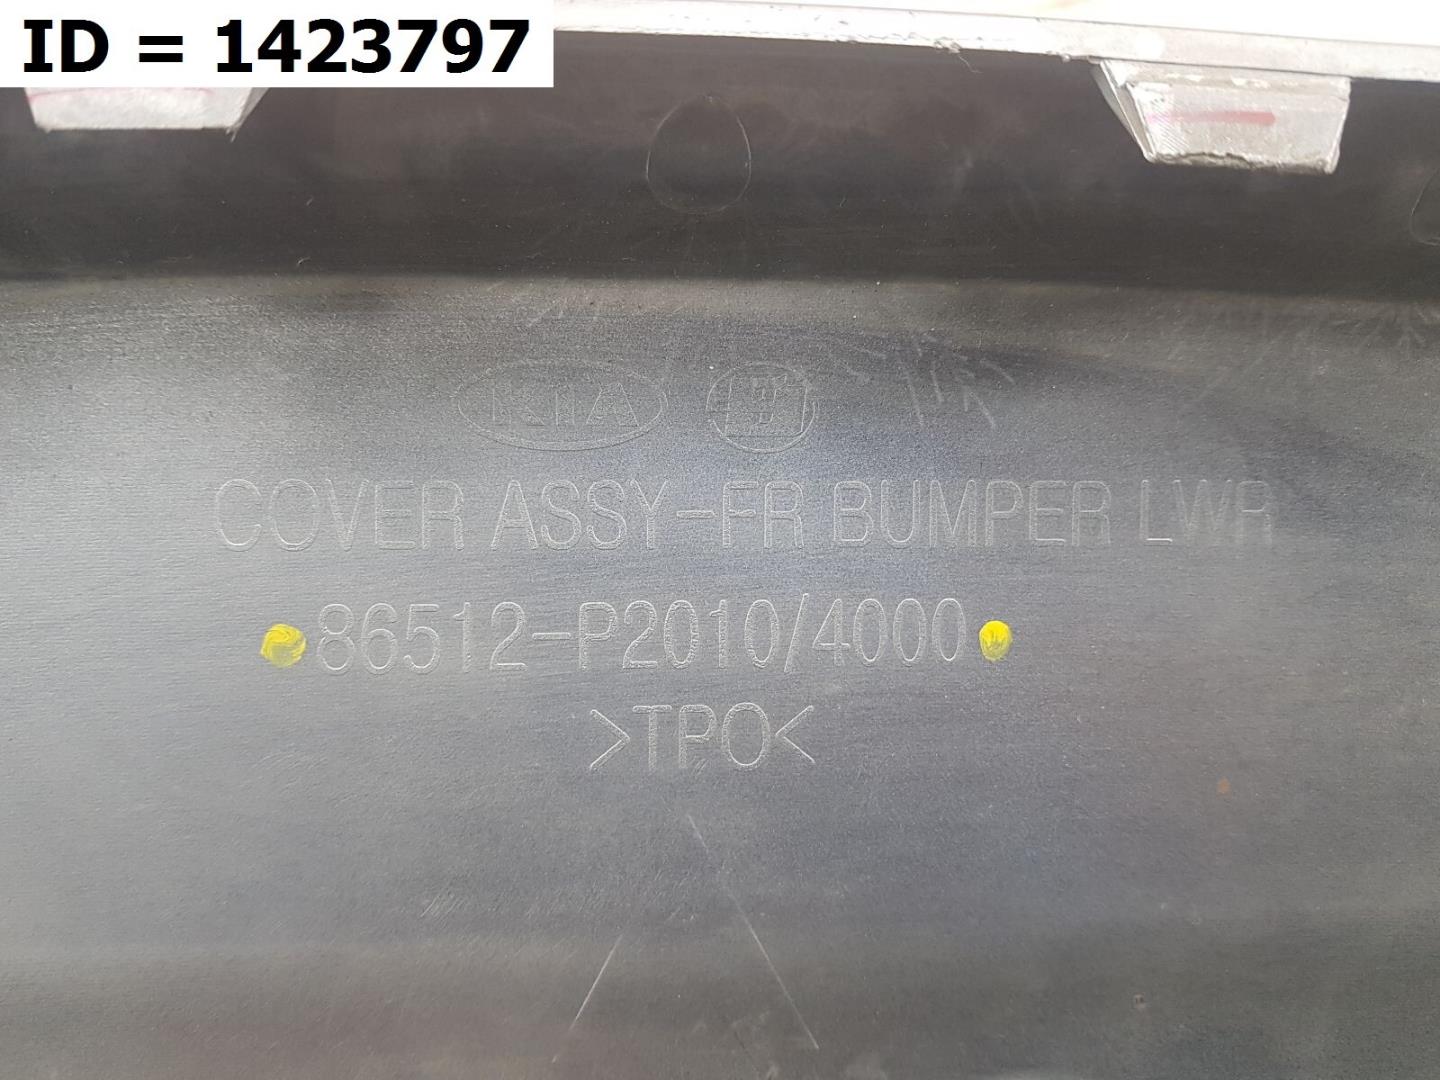 ID = 1423797
KIA
COVER ASSY-FR BUMPER LWR
86512-P2010/4000
>TPO<